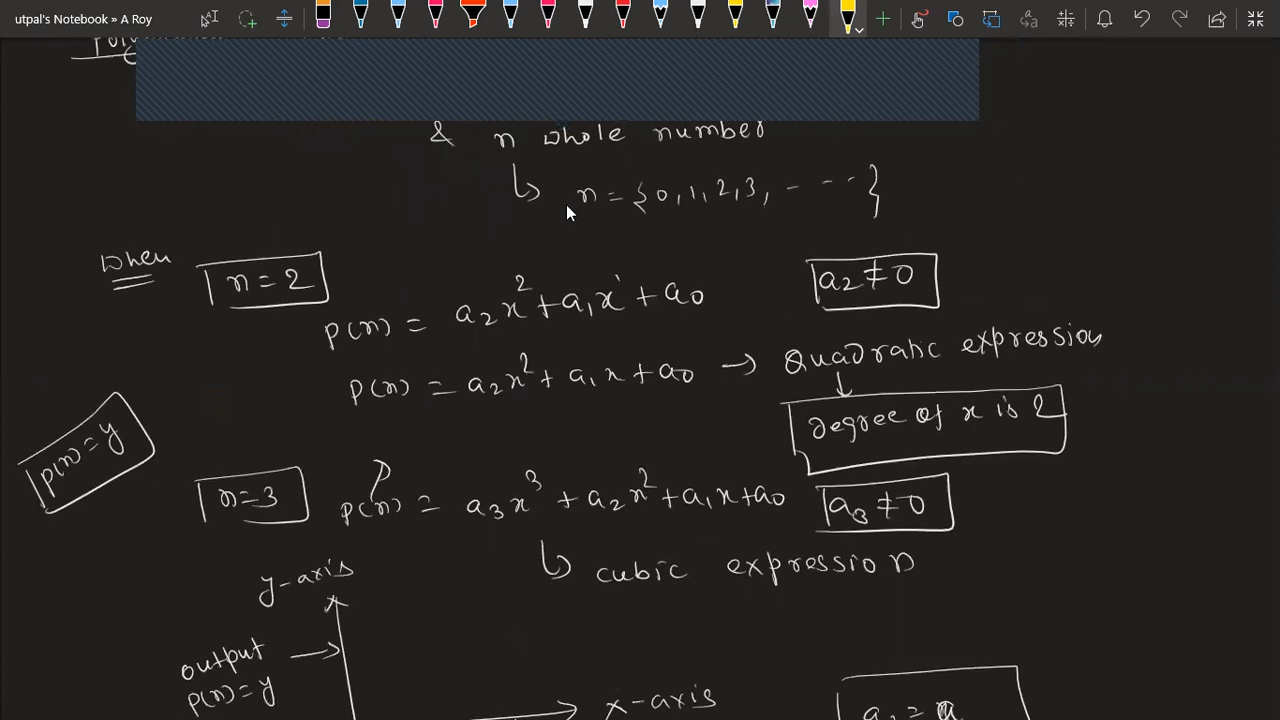 utpal's Notebook » A Roy
& n whole number
n = {0, 1, 2, 3, - - - -}
When
n = 2
a₂ ≠ 0
p(x) = a₂x² + a₁x¹ + a₀
p(x) = a₂x² + a₁x + a₀ → Quadratic expression
↓
degree of x is 2
p(x) = y
n = 3
p(x) = a₃x³ + a₂x² + a₁x + a₀
a₃ ≠ 0
↳ cubic expression
y-axis
output →
p(x) = y
x-axis